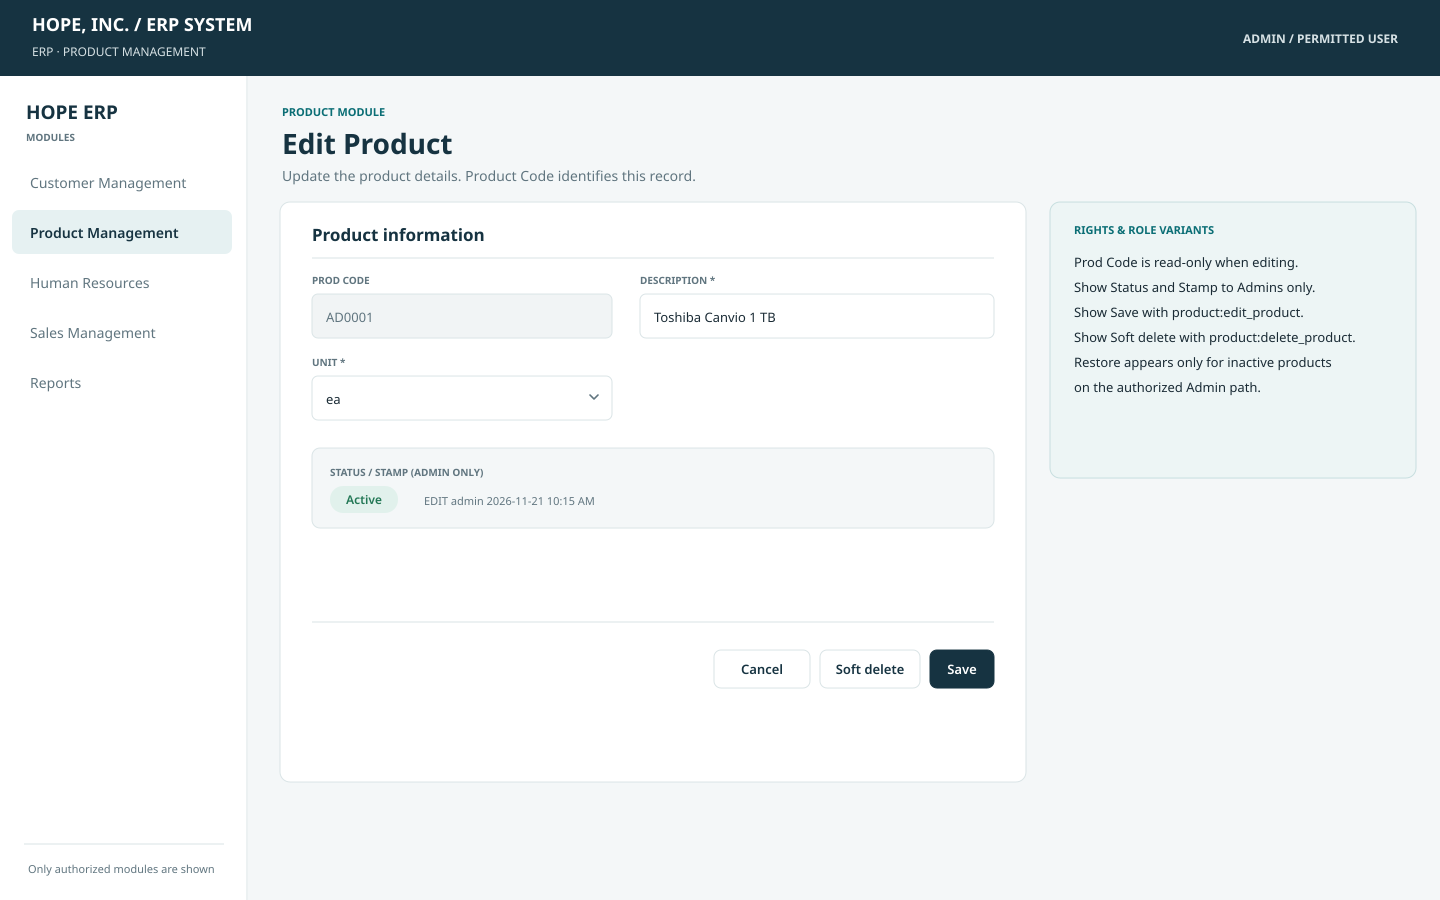 HOPE, INC. / ERP SYSTEM
ERP · PRODUCT MANAGEMENT
ADMIN / PERMITTED USER
HOPE ERP
MODULES
Customer Management
Product Management
Human Resources
Sales Management
Reports
Only authorized modules are shown
PRODUCT MODULE
Edit Product
Update the product details. Product Code identifies this record.
Product information
PROD CODE
AD0001
DESCRIPTION *
Toshiba Canvio 1 TB
UNIT *
ea
STATUS / STAMP (ADMIN ONLY)
Active
EDIT admin 2026-11-21 10:15 AM
Cancel
Soft delete
Save
RIGHTS & ROLE VARIANTS
Prod Code is read-only when editing.
Show Status and Stamp to Admins only.
Show Save with product:edit_product.
Show Soft delete with product:delete_product.
Restore appears only for inactive products
on the authorized Admin path.